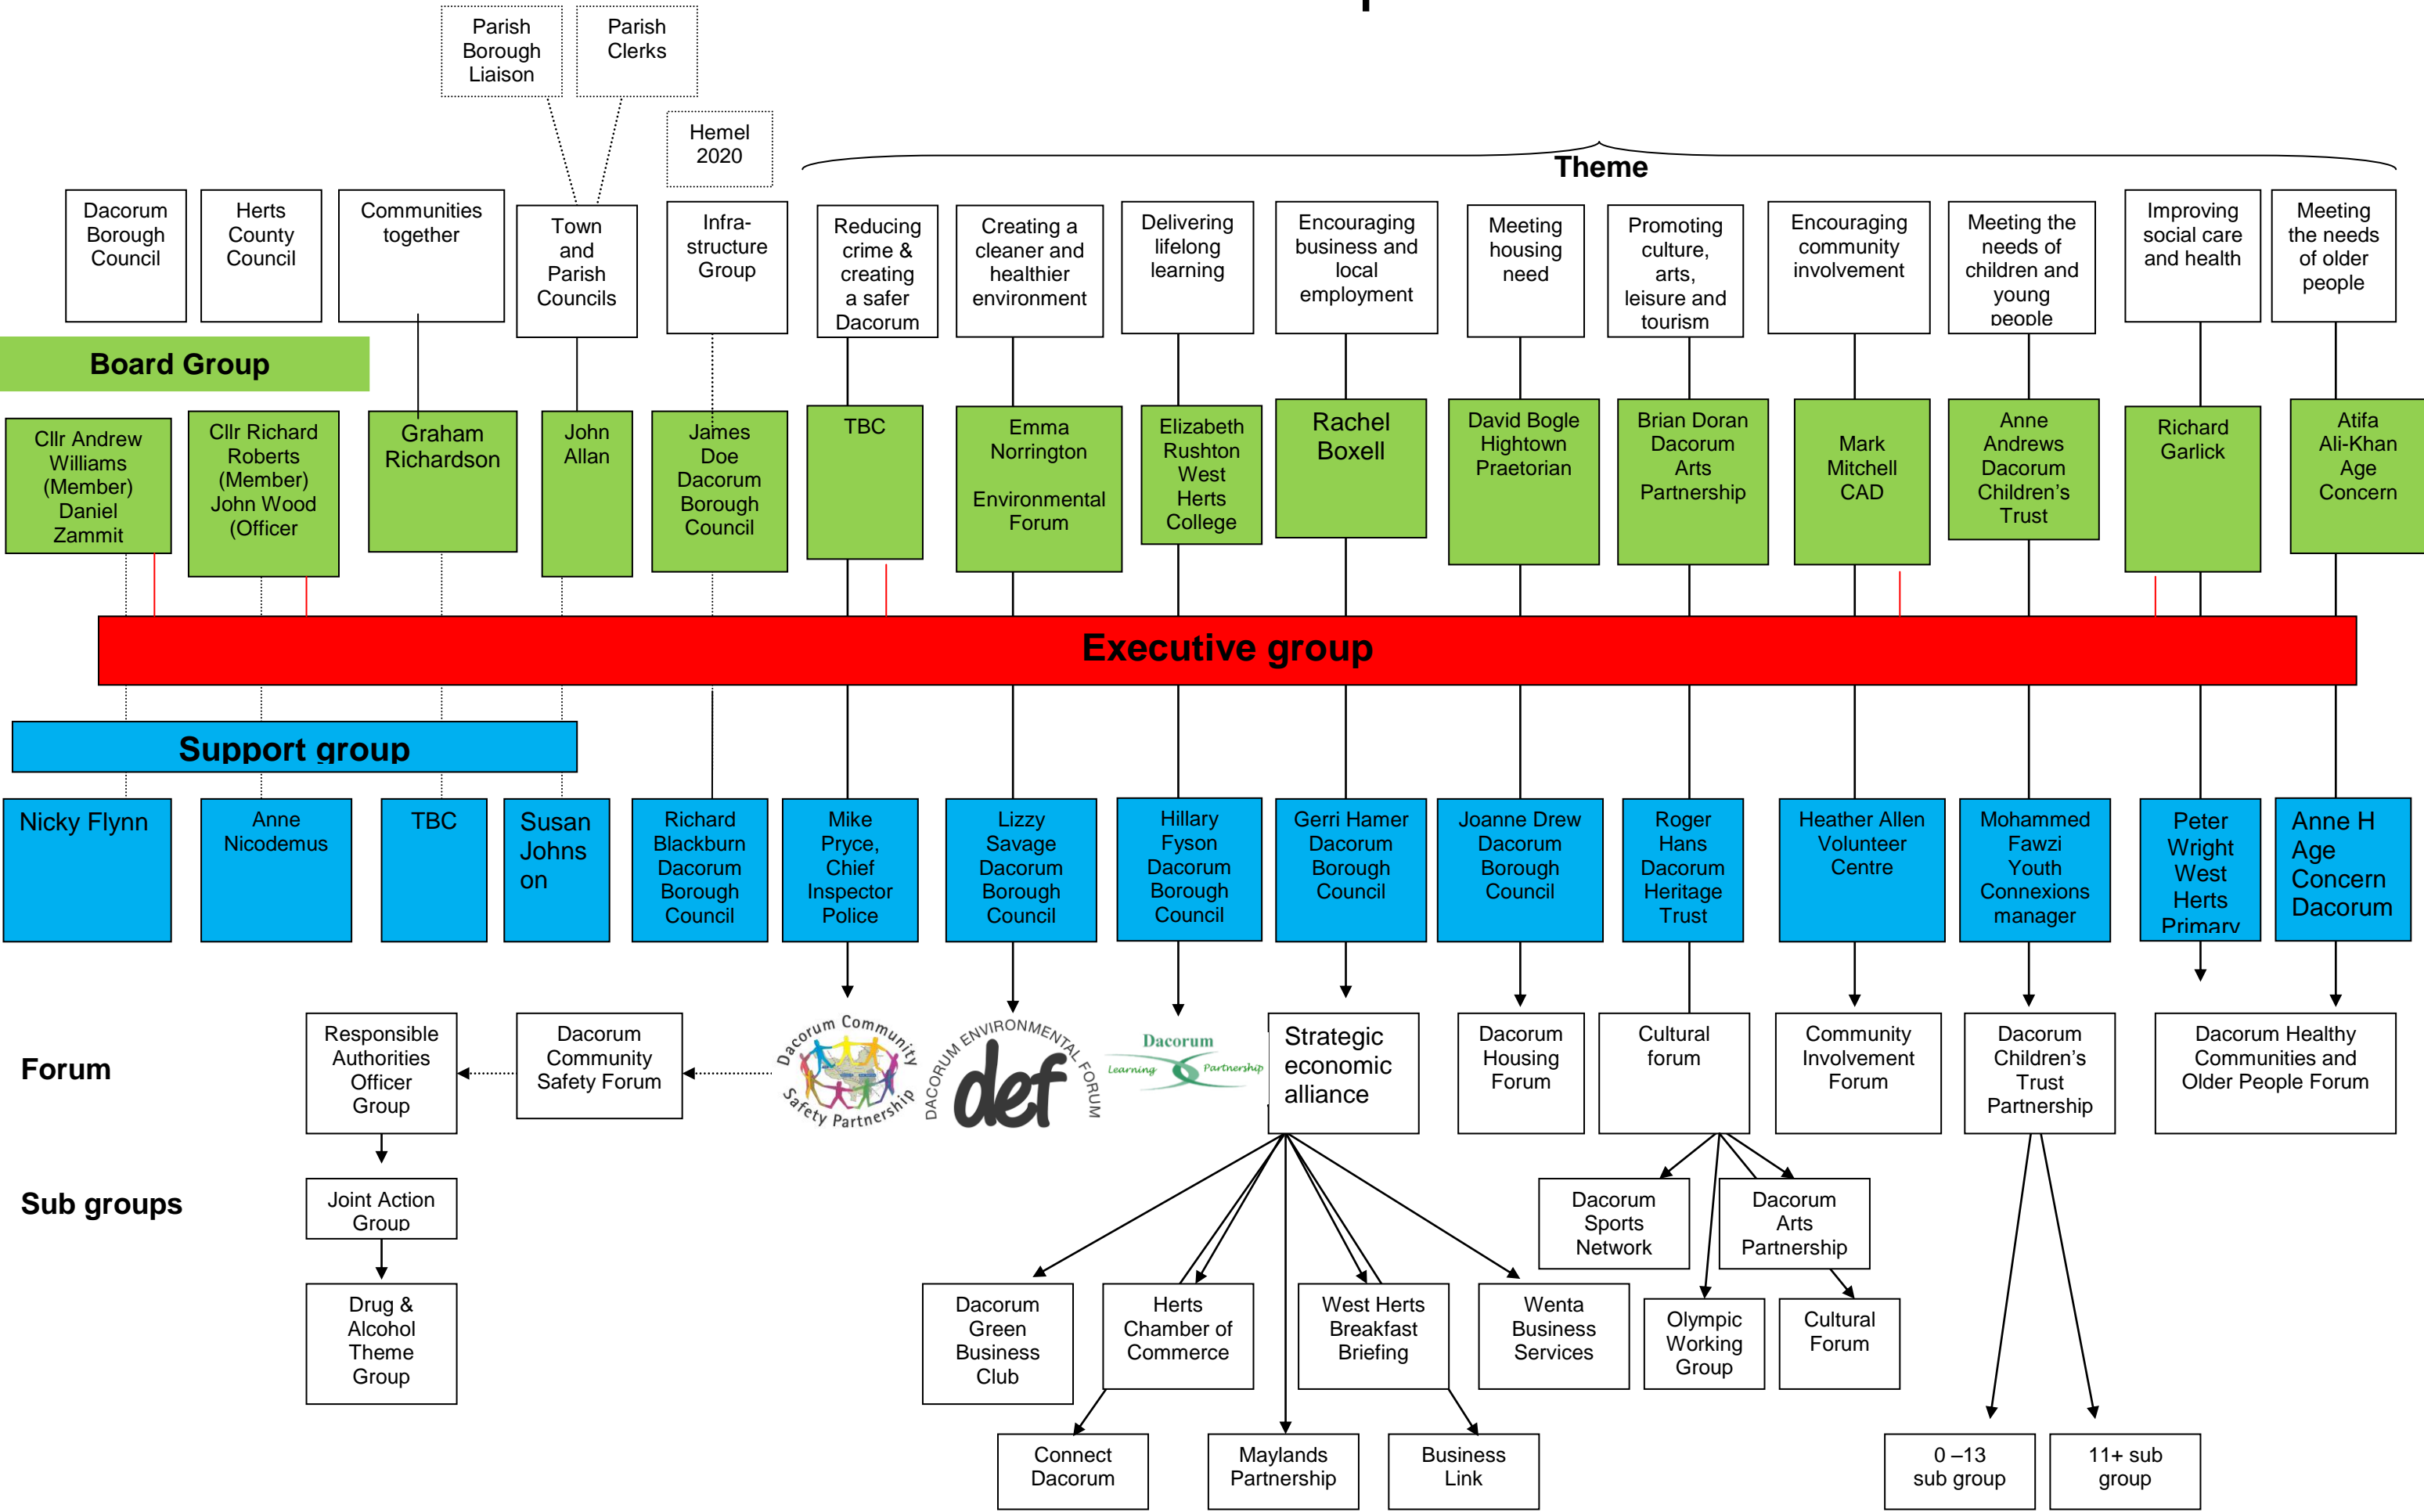 Parish
Borough
Liaison
Parish
Clerks
Hemel
2020
Theme
Dacorum
Borough
Council
Herts
County
Council
Communities
together
Town
and
Parish
Councils
Infra-
structure
Group
Reducing
crime &
creating
a safer
Dacorum
Creating a
cleaner and
healthier
environment
Delivering
lifelong
learning
Encouraging
business and
local
employment
Meeting
housing
need
Promoting
culture,
arts,
leisure and
tourism
Encouraging
community
involvement
Meeting the
needs of
children and
young
people
Improving
social care
and health
Meeting
the needs
of older
people
Board Group
Cllr Andrew
Williams
(Member)
Daniel
Zammit
Cllr Richard
Roberts
(Member)
John Wood
(Officer
Graham
Richardson
John
Allan
James
Doe
Dacorum
Borough
Council
TBC
Emma
Norrington
Environmental
Forum
Elizabeth
Rushton
West
Herts
College
Rachel
Boxell
David Bogle
Hightown
Praetorian
Brian Doran
Dacorum
Arts
Partnership
Mark
Mitchell
CAD
Anne
Andrews
Dacorum
Children's
Trust
Richard
Garlick
Atifa
Ali-Khan
Age
Concern
Executive group
Support group
Nicky Flynn
Anne
Nicodemus
TBC
Susan
Johns
on
Richard
Blackburn
Dacorum
Borough
Council
Mike
Pryce,
Chief
Inspector
Police
Lizzy
Savage
Dacorum
Borough
Council
Hillary
Fyson
Dacorum
Borough
Council
Gerri Hamer
Dacorum
Borough
Council
Joanne Drew
Dacorum
Borough
Council
Roger
Hans
Dacorum
Heritage
Trust
Heather Allen
Volunteer
Centre
Mohammed
Fawzi
Youth
Connexions
manager
Peter
Wright
West
Herts
Primary
Anne H
Age
Concern
Dacorum
Forum
Responsible
Authorities
Officer
Group
Dacorum
Community
Safety Forum
Dacorum Community
Safety Partnership
DACORUM ENVIRONMENTAL FORUM
def
Dacorum
Learning Partnership
Strategic
economic
alliance
Dacorum
Housing
Forum
Cultural
forum
Community
Involvement
Forum
Dacorum
Children's
Trust
Partnership
Dacorum Healthy
Communities and
Older People Forum
Sub groups
Joint Action
Group
Drug &
Alcohol
Theme
Group
Dacorum
Sports
Network
Dacorum
Arts
Partnership
Dacorum
Green
Business
Club
Herts
Chamber of
Commerce
West Herts
Breakfast
Briefing
Wenta
Business
Services
Olympic
Working
Group
Cultural
Forum
Connect
Dacorum
Maylands
Partnership
Business
Link
0 –13
sub group
11+ sub
group